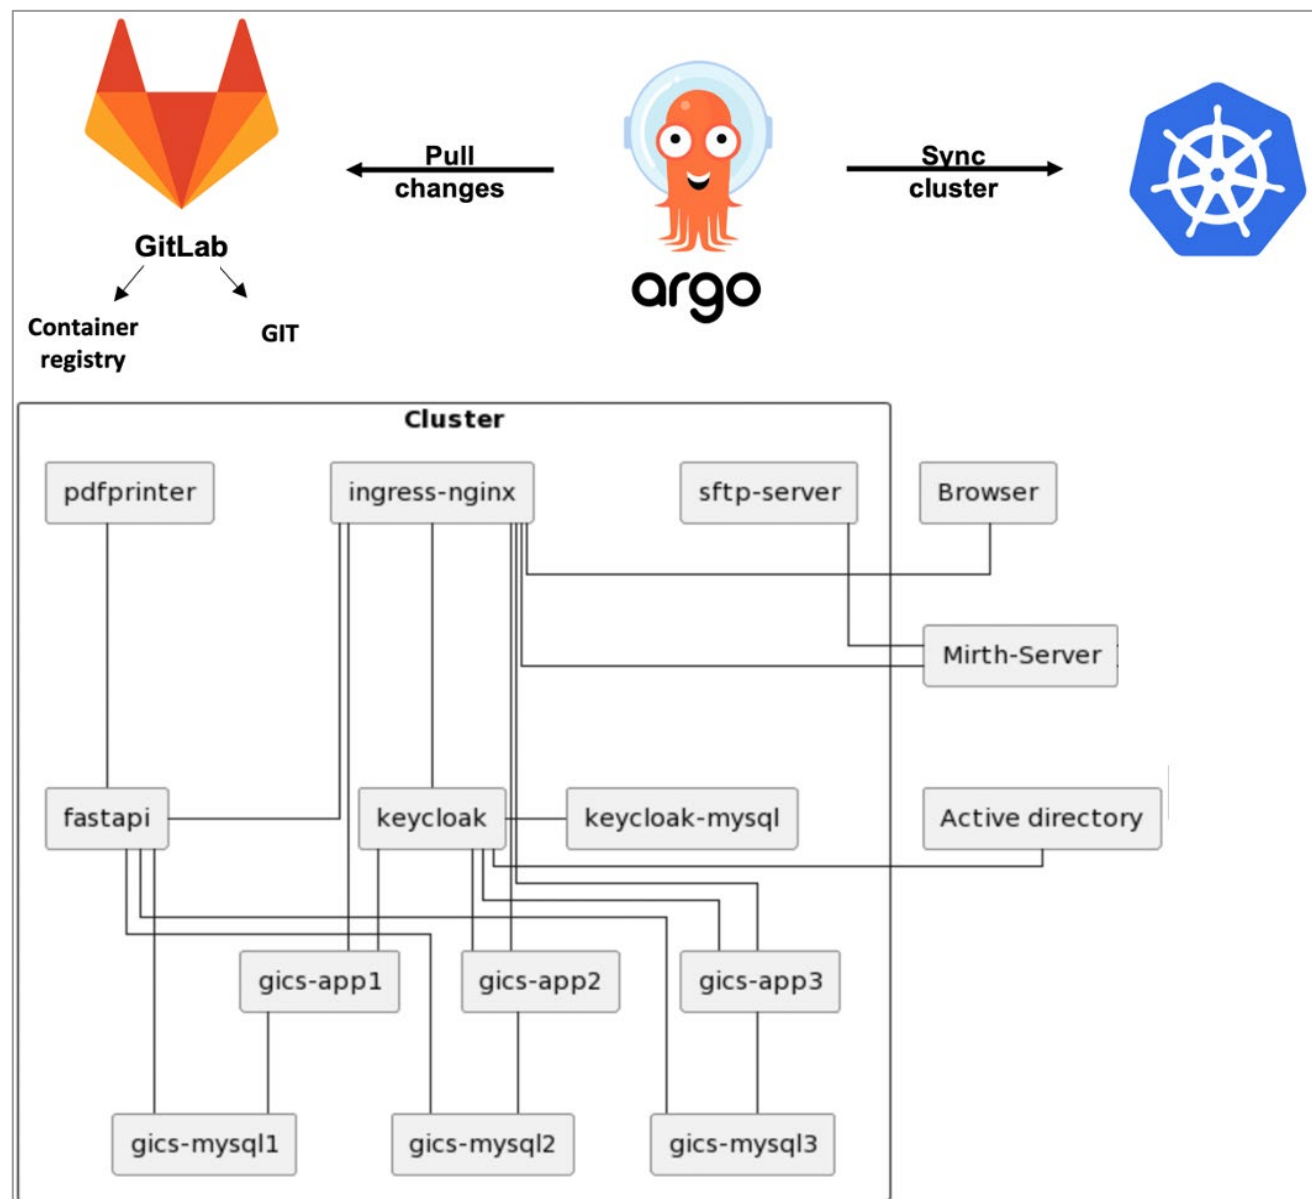 Pull
changes
Sync
cluster
GitLab
argo
Container
registry
GIT
Cluster
pdfprinter
ingress-nginx
sftp-server
Browser
Mirth-Server
fastapi
keycloak
keycloak-mysql
Active directory
gics-app1
gics-app2
gics-app3
gics-mysql1
gics-mysql2
gics-mysql3